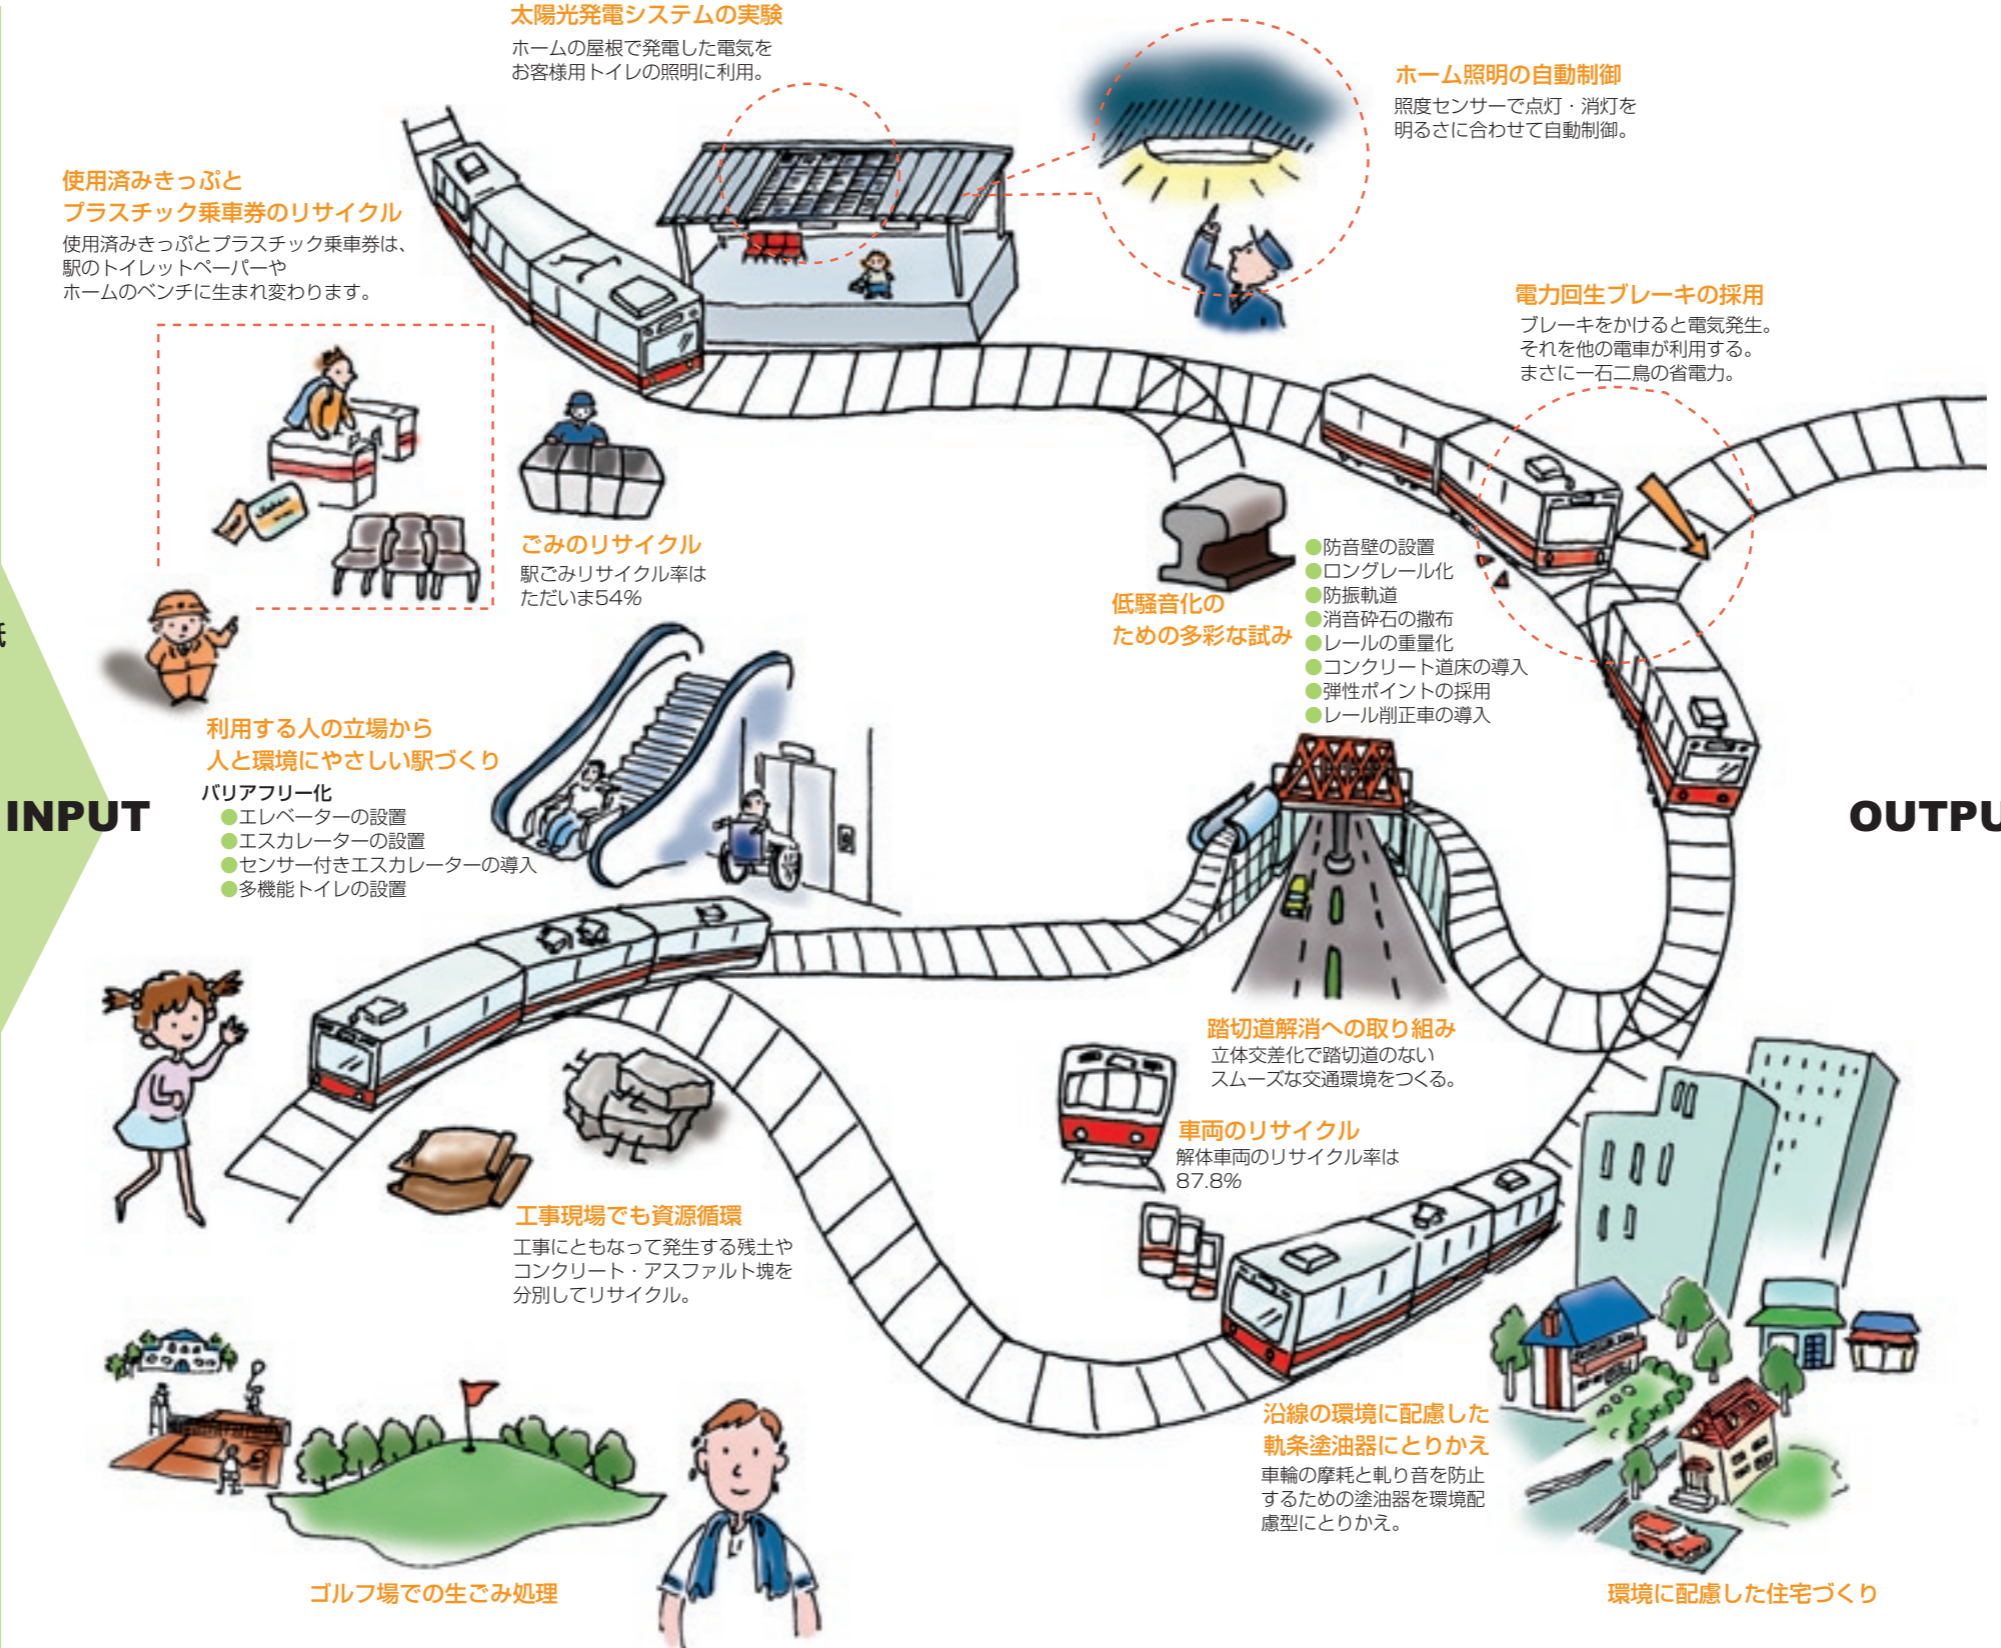 太陽光発電システムの実験
ホームの屋根で発電した電気を
お客様用トイレの照明に利用。
ホーム照明の自動制御
照度センサーで点灯・消灯を
明るさに合わせて自動制御。
使用済みきっぷと
プラスチック乗車券のリサイクル
使用済みきっぷとプラスチック乗車券は、
駅のトイレットペーパーや
ホームのベンチに生まれ変わります。
電力回生ブレーキの採用
ブレーキをかけると電気発生。
それを他の電車が利用する。
まさに一石二鳥の省電力。
ごみのリサイクル
駅ごみリサイクル率は
ただいま54%
低騒音化の
ための多彩な試み
●防音壁の設置
●ロングレール化
●防振軌道
●消音砕石の撒布
●レールの重量化
●コンクリート道床の導入
●弾性ポイントの採用
●レール削正車の導入
利用する人の立場から
人と環境にやさしい駅づくり
バリアフリー化
●エレベーターの設置
●エスカレーターの設置
●センサー付きエスカレーターの導入
●多機能トイレの設置
INPUT
OUTPU
踏切道解消への取り組み
立体交差化で踏切道のない
スムーズな交通環境をつくる。
車両のリサイクル
解体車両のリサイクル率は
87.8%
工事現場でも資源循環
工事にともなって発生する残土や
コンクリート・アスファルト塊を
分別してリサイクル。
沿線の環境に配慮した
軌条塗油器にとりかえ
車輪の摩耗と軋り音を防止
するための塗油器を環境配
慮型にとりかえ。
ゴルフ場での生ごみ処理
環境に配慮した住宅づくり